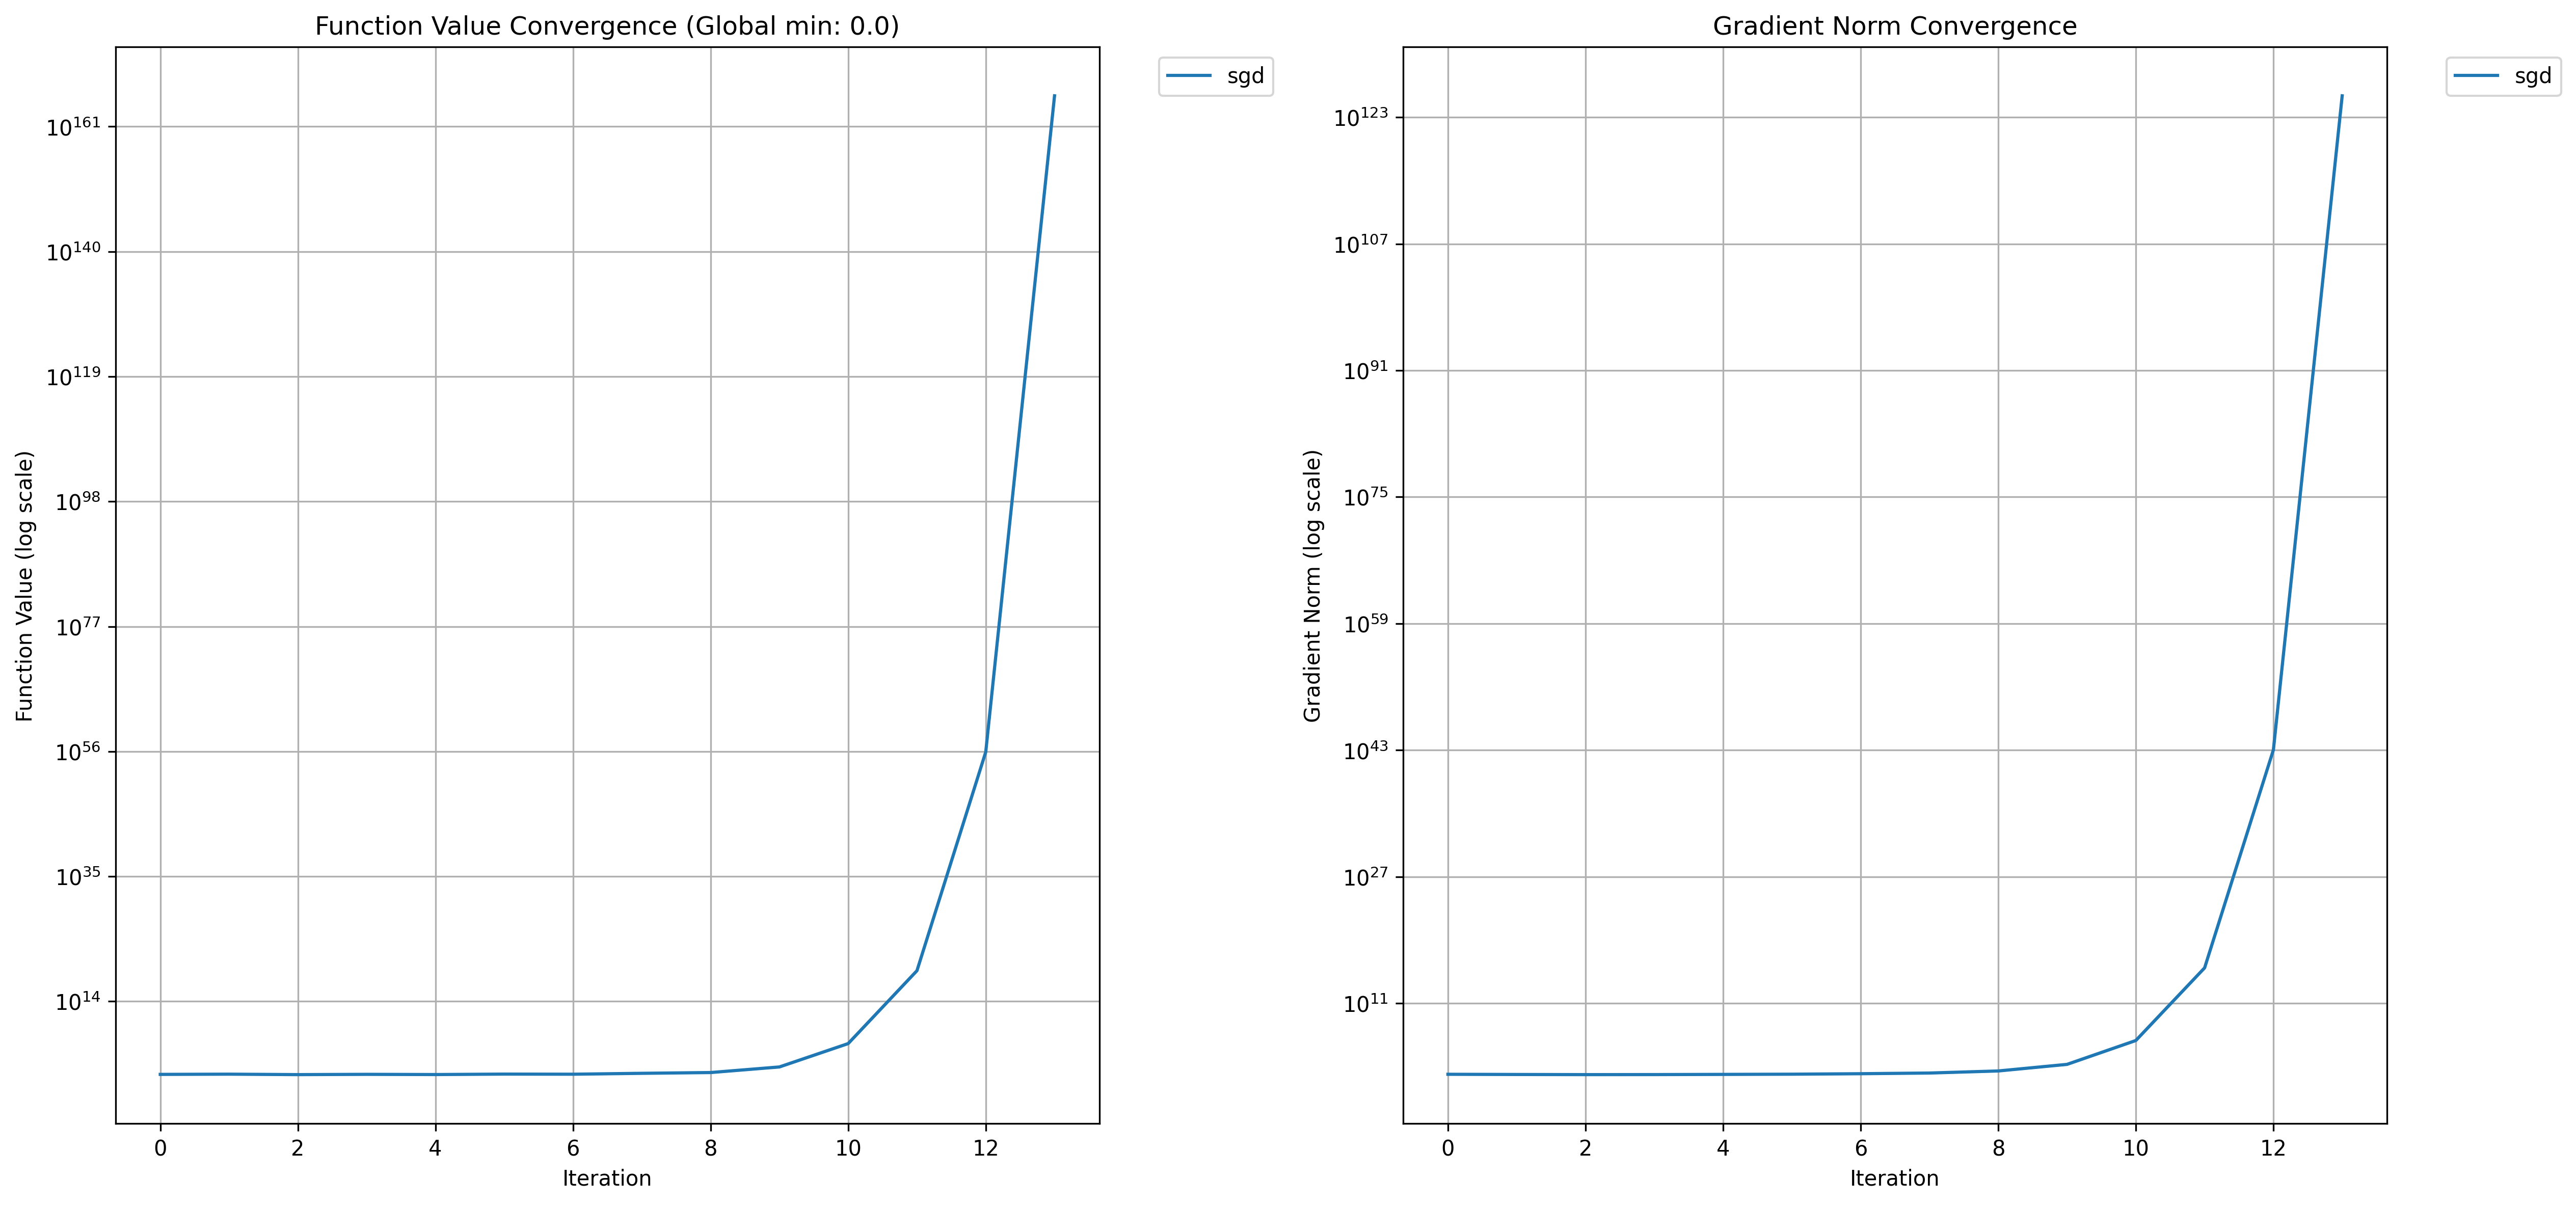 Function Value Convergence (Global min: 0.0)
sgd
10^161
10^140
10^119
10^98
10^77
10^56
10^35
10^14
Function Value (log scale)
0 2 4 6 8 10 12
Iteration
Gradient Norm Convergence
sgd
10^123
10^107
10^91
10^75
10^59
10^43
10^27
10^11
Gradient Norm (log scale)
0 2 4 6 8 10 12
Iteration